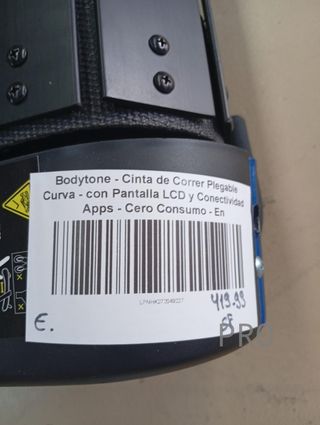 Bodytone - Cinta de Correr Plegable
Curva - con Pantalla LCD y Conectividad
Apps - Cero Consumo - En
419.99
€.